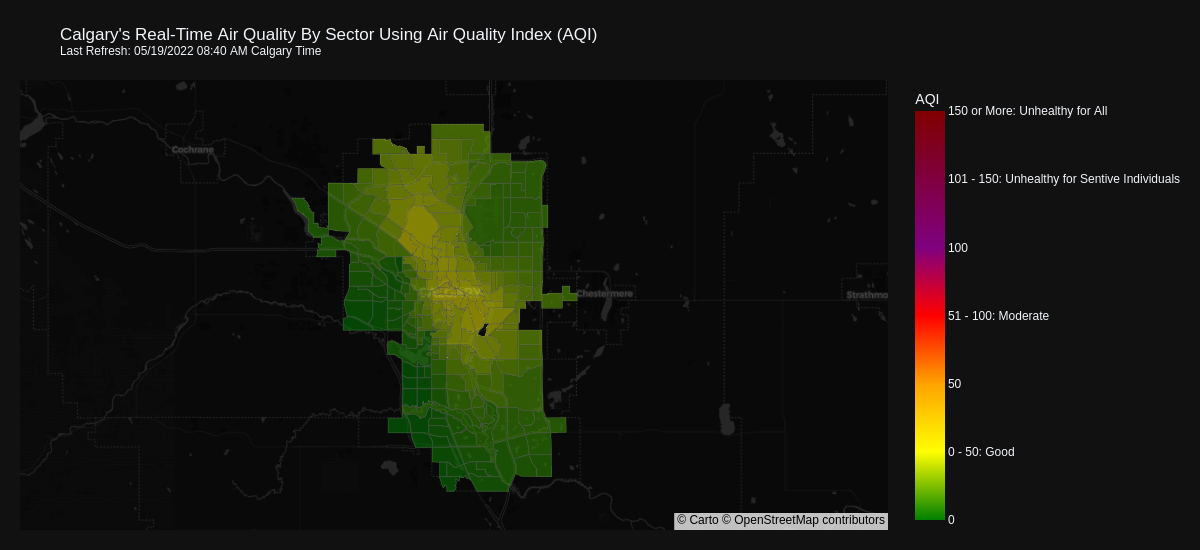 Calgary's Real-Time Air Quality By Sector Using Air Quality Index (AQI)
Last Refresh: 05/19/2022 08:40 AM Calgary Time
AQI
150 or More: Unhealthy for All
Cochrane
101 - 150: Unhealthy for Sentive Individuals
100
Chestermere
Strathmo
51 - 100: Moderate
50
0 - 50: Good
0
© Carto © OpenStreetMap contributors